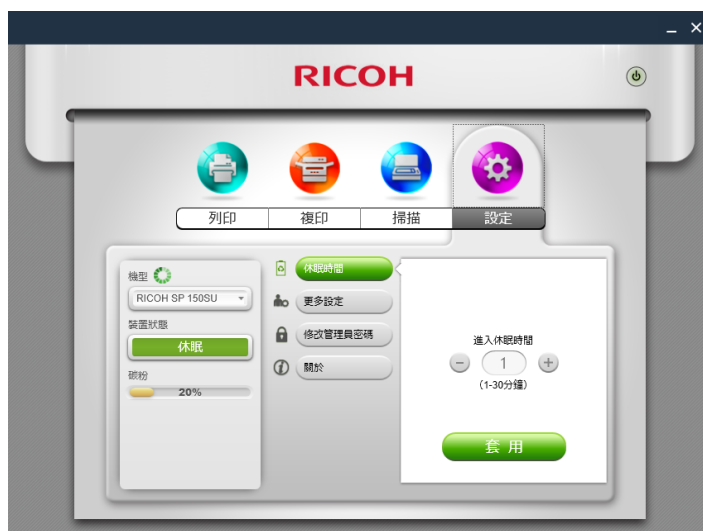 RICOH
列印 複印 掃描 設定
機型
RICOH SP 150SU
裝置狀態
休眠
碳粉
20%
休眠時間
更多設定
修改管理員密碼
關於
進入休眠時間
1
(1-30分鐘)
套 用